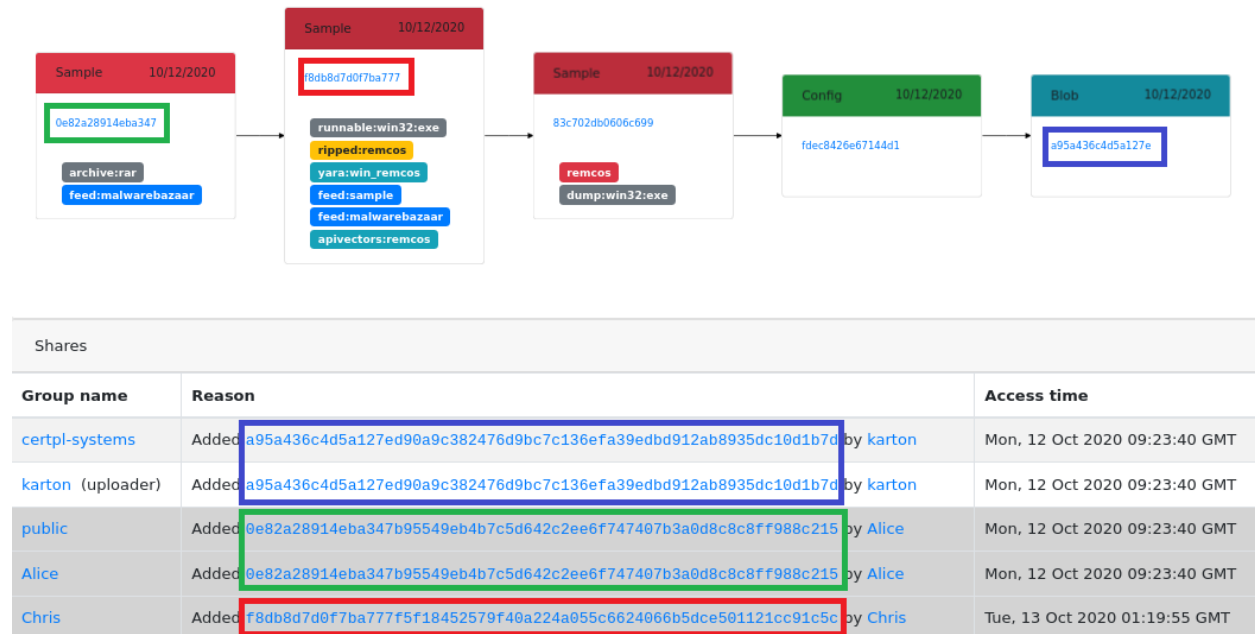 Sample 10/12/2020
0e82a28914eba347
archive:rar
feed:malwarebazaar
Sample 10/12/2020
f8db8d7d0f7ba777
runnable:win32:exe
ripped:remcos
yara:win_remcos
feed:sample
feed:malwarebazaar
apivectors:remcos
Sample 10/12/2020
83c702db0606c699
remcos
dump:win32:exe
Config 10/12/2020
fdec8426e67144d1
Blob 10/12/2020
a95a436c4d5a127e
Shares
Group name Reason Access time
certpl-systems Added a95a436c4d5a127ed90a9c382476d9bc7c136efa39edbd912ab8935dc10d1b7d by karton Mon, 12 Oct 2020 09:23:40 GMT
karton (uploader) Added a95a436c4d5a127ed90a9c382476d9bc7c136efa39edbd912ab8935dc10d1b7d by karton Mon, 12 Oct 2020 09:23:40 GMT
public Added 0e82a28914eba347b95549eb4b7c5d642c2ee6f747407b3a0d8c8c8ff988c215 by Alice Mon, 12 Oct 2020 09:23:40 GMT
Alice Added 0e82a28914eba347b95549eb4b7c5d642c2ee6f747407b3a0d8c8c8ff988c215 by Alice Mon, 12 Oct 2020 09:23:40 GMT
Chris Added f8db8d7d0f7ba777f5f18452579f40a224a055c6624066b5dce501121cc91c5c by Chris Tue, 13 Oct 2020 01:19:55 GMT